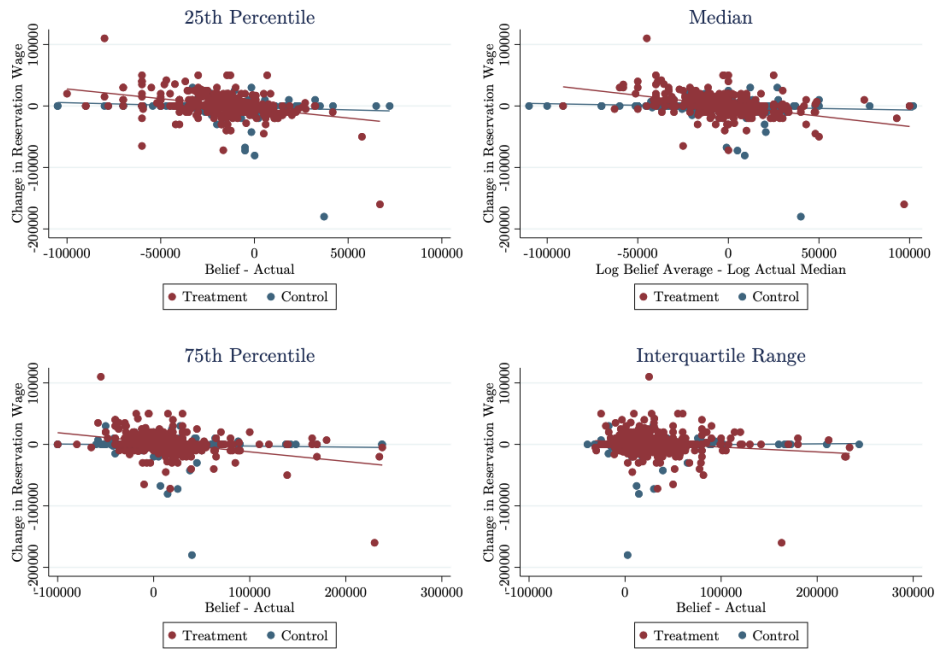 25th Percentile
Change in Reservation Wage
100000
0
-100000
-200000
-100000 -50000 0 50000 100000
Belief - Actual
Treatment Control
Median
Change in Reservation Wage
100000
0
-100000
-200000
-100000 -50000 0 50000 100000
Log Belief Average - Log Actual Median
Treatment Control
75th Percentile
Change in Reservation Wage
100000
0
-100000
-200000
-100000 0 100000 200000 300000
Belief - Actual
Treatment Control
Interquartile Range
Change in Reservation Wage
100000
0
-100000
-200000
-100000 0 100000 200000 300000
Belief - Actual
Treatment Control